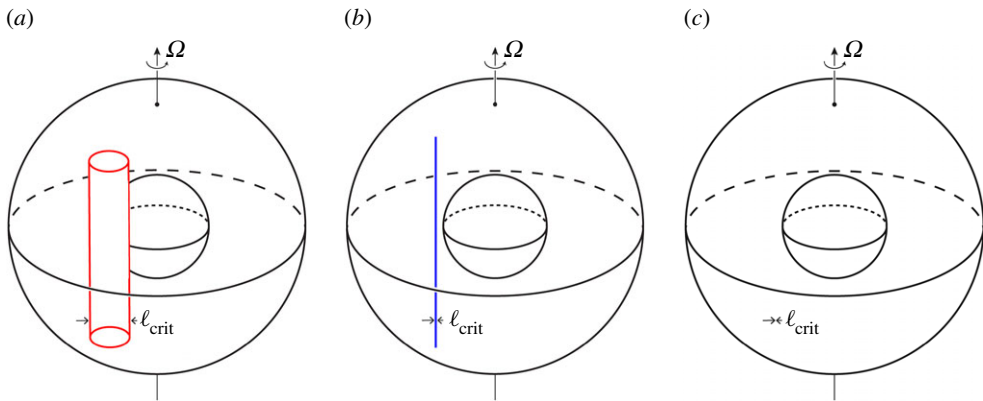 (a) (b) (c)
Ω Ω Ω
ℓcrit ℓcrit ℓcrit